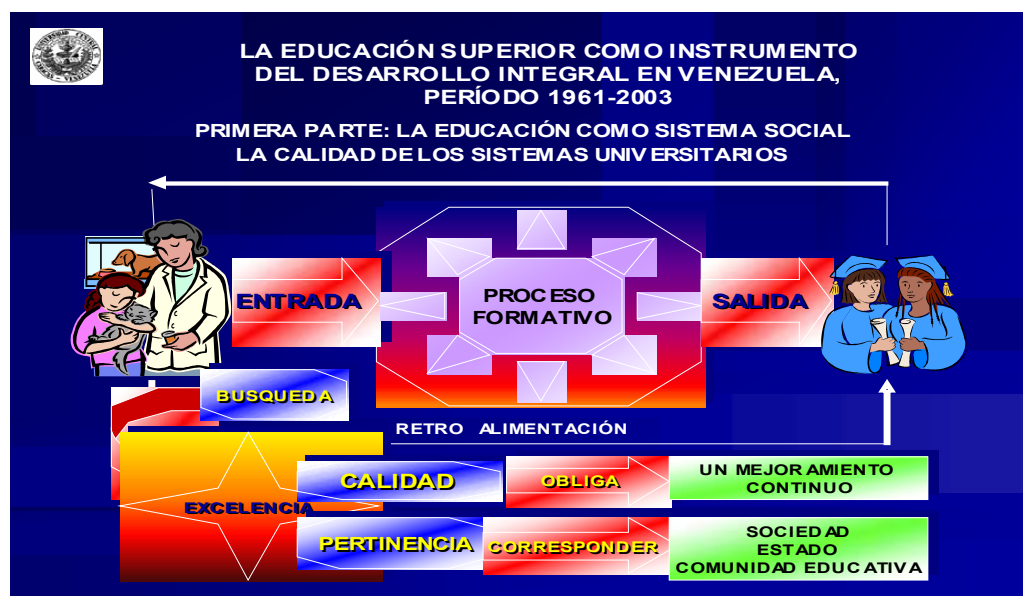 LA EDUCACIÓN SUPERIOR COMO INSTRUMENTO
DEL DESARROLLO INTEGRAL EN VENEZUELA,
PERÍODO 1961-2003
PRIMERA PARTE: LA EDUCACIÓN COMO SISTEMA SOCIAL
LA CALIDAD DE LOS SISTEMAS UNIVERSITARIOS
ENTRADA
PROCESO
FORMATIVO
SALIDA
BUSQUEDA
RETRO ALIMENTACIÓN
EXCELENCIA
CALIDAD
OBLIGA
UN MEJORAMIENTO
CONTINUO
PERTINENCIA
CORRESPONDER
SOCIEDAD
ESTADO
COMUNIDAD EDUCATIVA